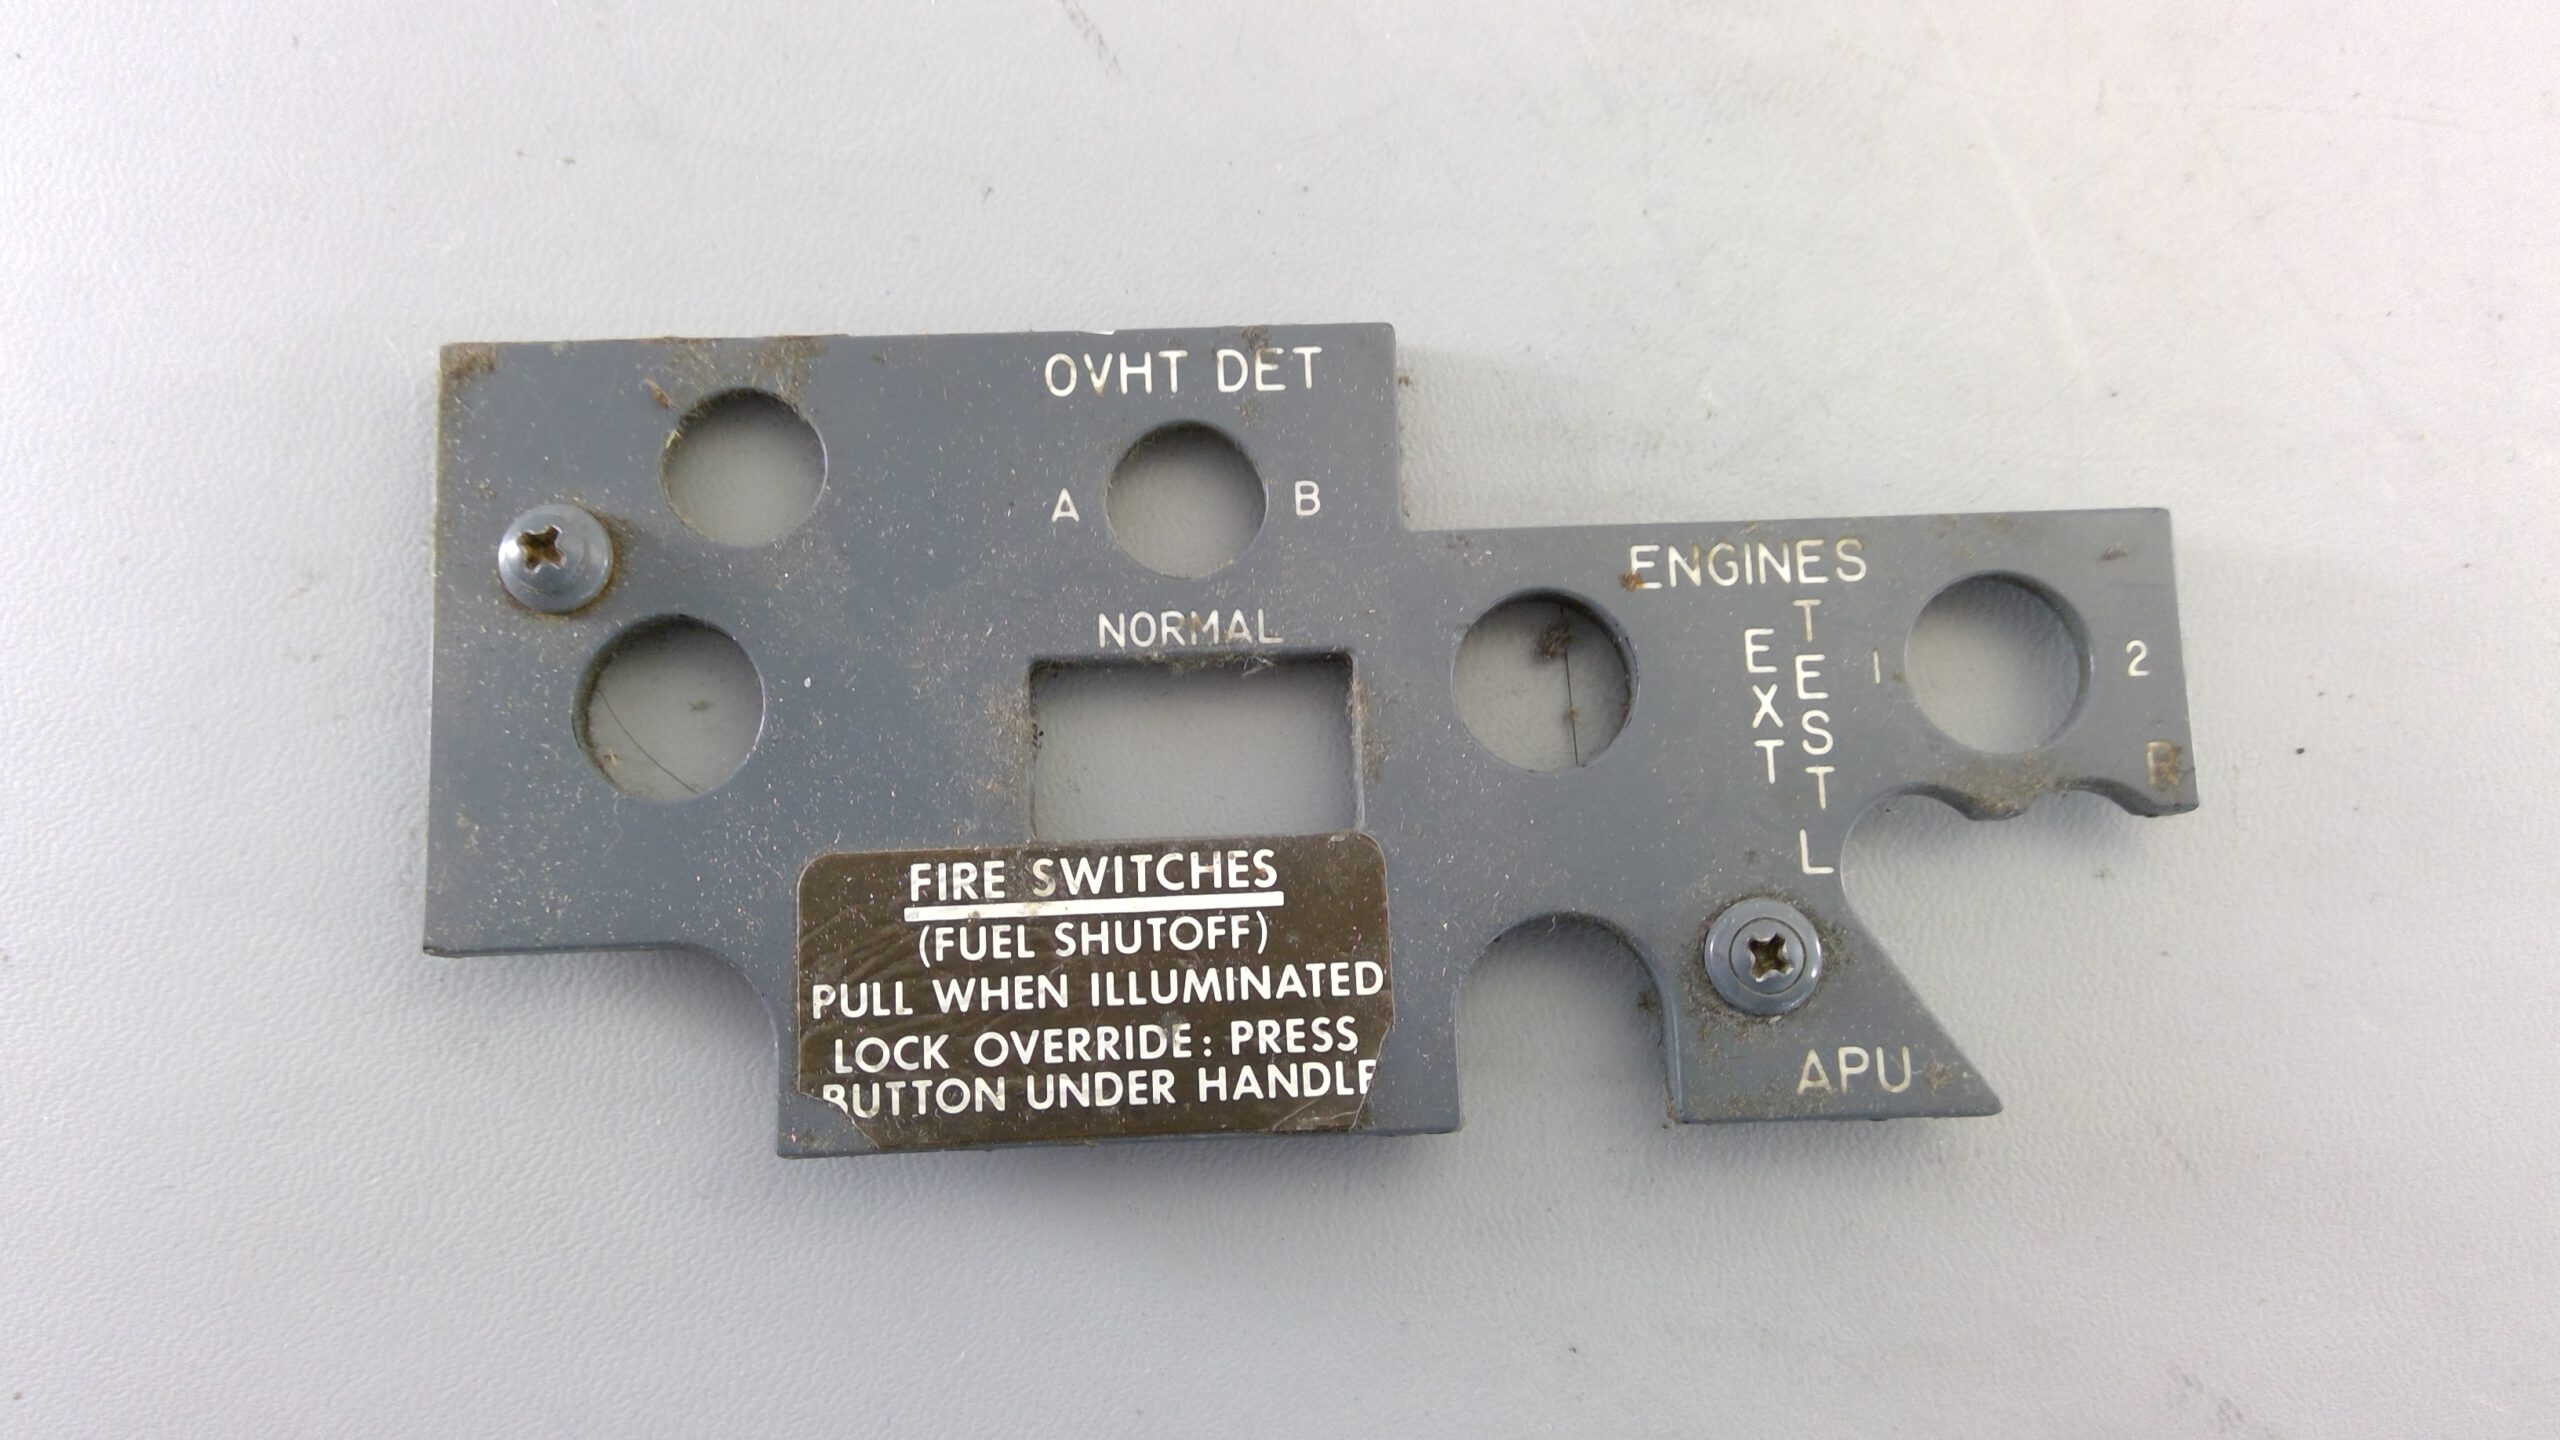 OVHT DET
A B
NORMAL
ENGINES
EXT
TEST
1 2
L
R
FIRE SWITCHES
(FUEL SHUTOFF)
PULL WHEN ILLUMINATED
LOCK OVERRIDE: PRESS
BUTTON UNDER HANDLE
APU